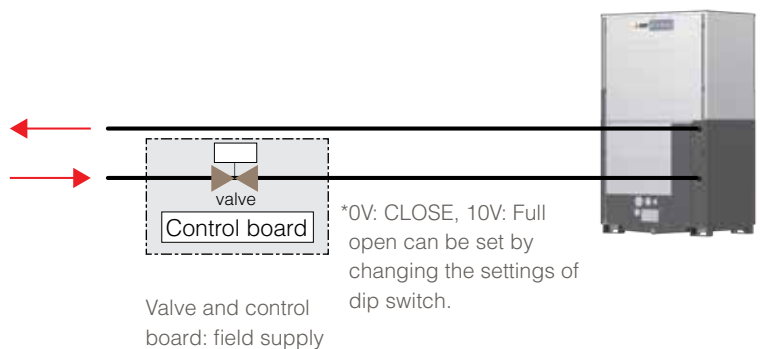 valve
Control board
*0V: CLOSE, 10V: Full
open can be set by
changing the settings of
dip switch.
Valve and control
board: field supply